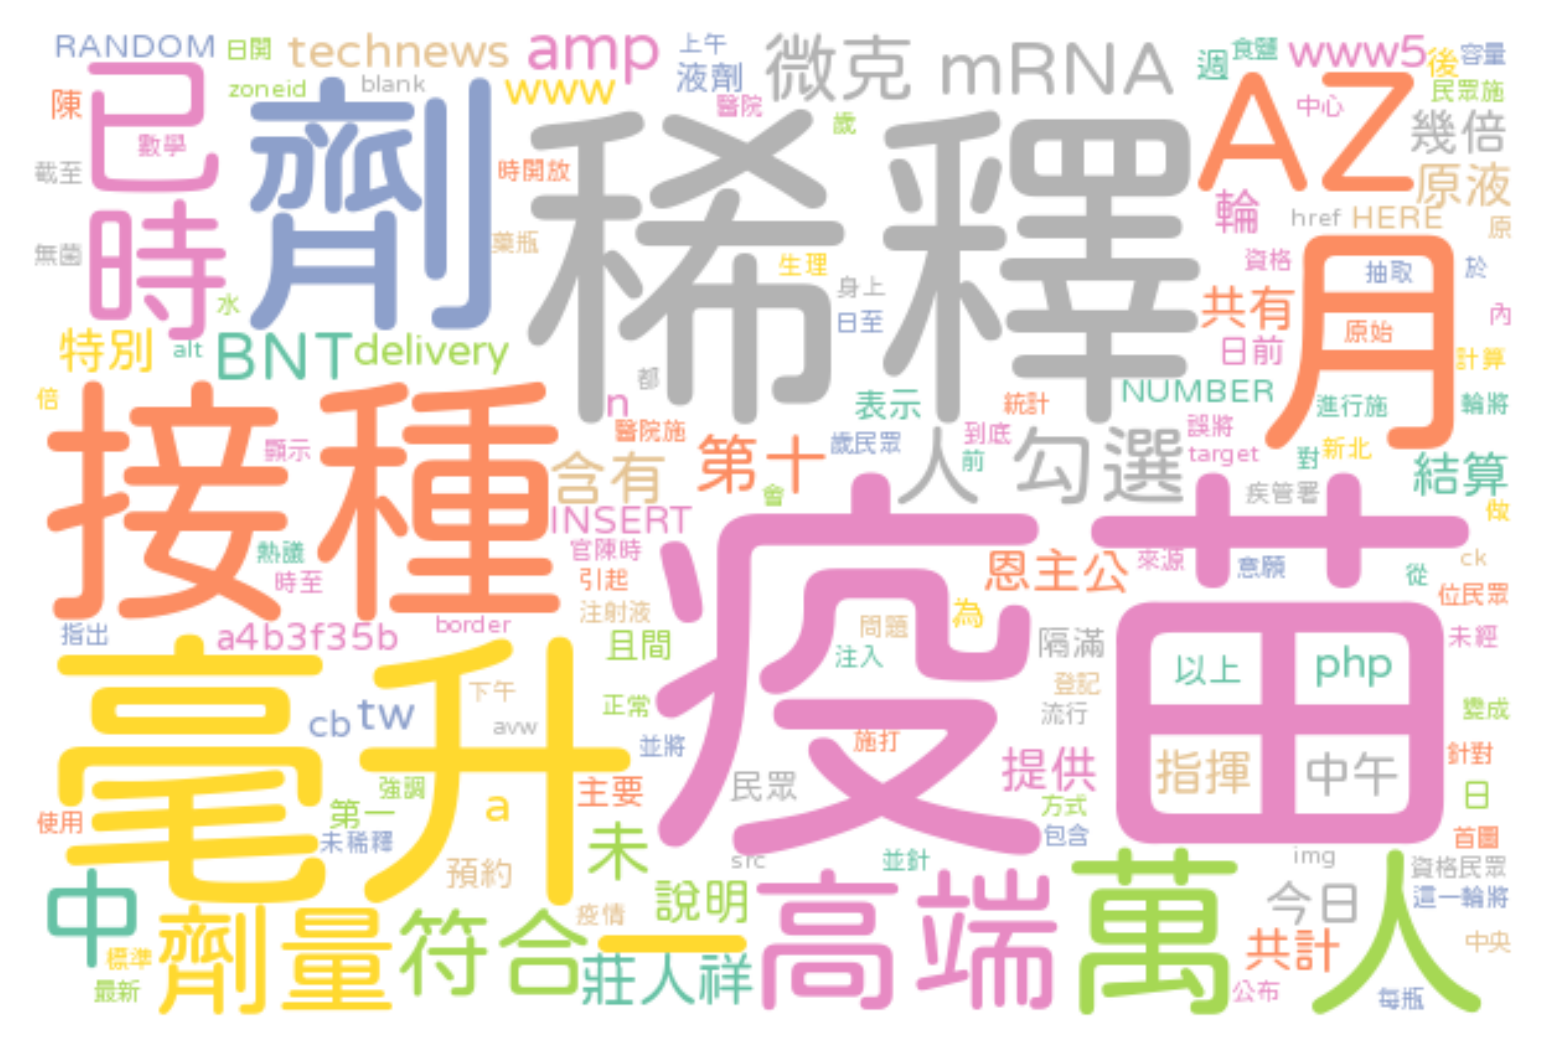 RANDOM 日開 technews amp 上午 微克 mRNA 週 食鹽 www5 後 容量
zoneid blank www 液劑 民眾施
陳 已 劑 醫院 稀釋 歲 AZ 中心 幾倍
數學
截至 時開放 原液
時 輪 href HERE 原
無菌 藥瓶 生理 資格 月 抽取 於
水 身上 共有 內
日至 原始
特別 alt BNT delivery 日前 計算
倍 都 n 表示 NUMBER 統計 進行施 輪將
接種 醫院施 歲民眾 到底 誤將
顯示 含有 第十 前 人 勾選 target 對 新北 結算
會 疾管署
INSERT 疫苗 做
熱議 官陳時 恩主公 來源 意願 ck
時至 引起 從
注射液 為 位民眾
指出 a4b3f35b border 且間 問題 隔滿 未經
毫升 注入 以上 php
下午 正常 登記
cb tw avw 流行 變成
並將 施打 針對
強調 主要 民眾 提供 指揮 中午
使用 第一 a 方式 日
未稀釋 未 包含 首圖
預約 src 並針 img 資格民眾
中 疫情 說明 高端 萬人 今日 這一輪將
標準 劑量 符合 一 共計 中央
最新 莊人祥 公布 每瓶